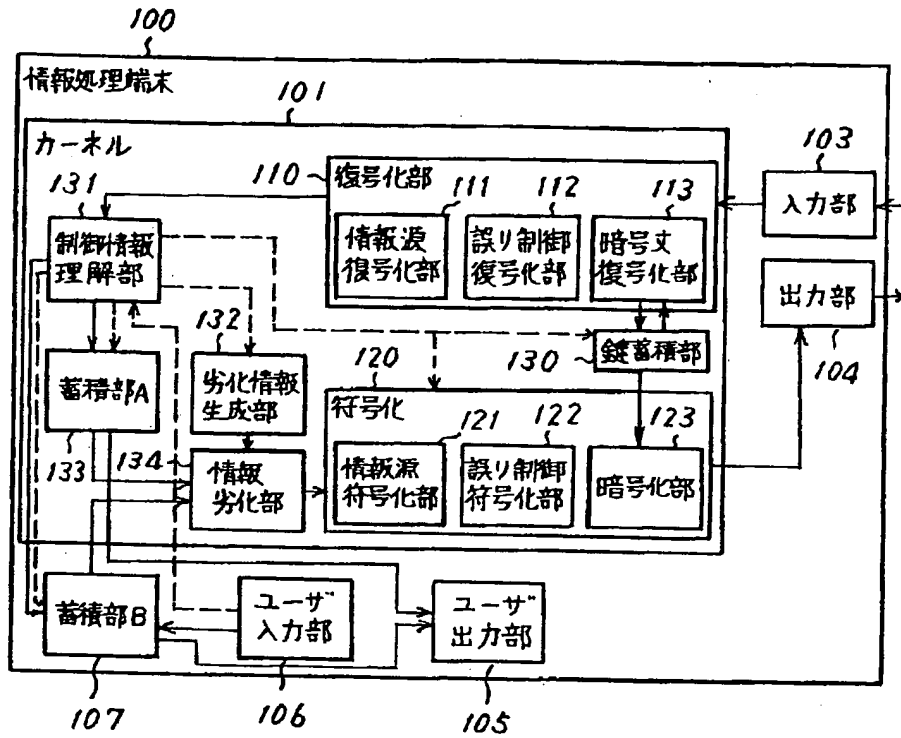 100
情報処理端末
101
カーネル
103
入力部
131
制御情報
理解部
110
復号化部
111
情報源
復号化部
112
誤り制御
復号化部
113
暗号文
復号化部
出力部
104
132
劣化情報
生成部
130
鍵蓄積部
蓄積部A
133
134
情報
劣化部
120
符号化
121
情報源
符号化部
122
誤り制御
符号化部
123
暗号化部
蓄積部B
107
ユーザ
入力部
106
ユーザ
出力部
105